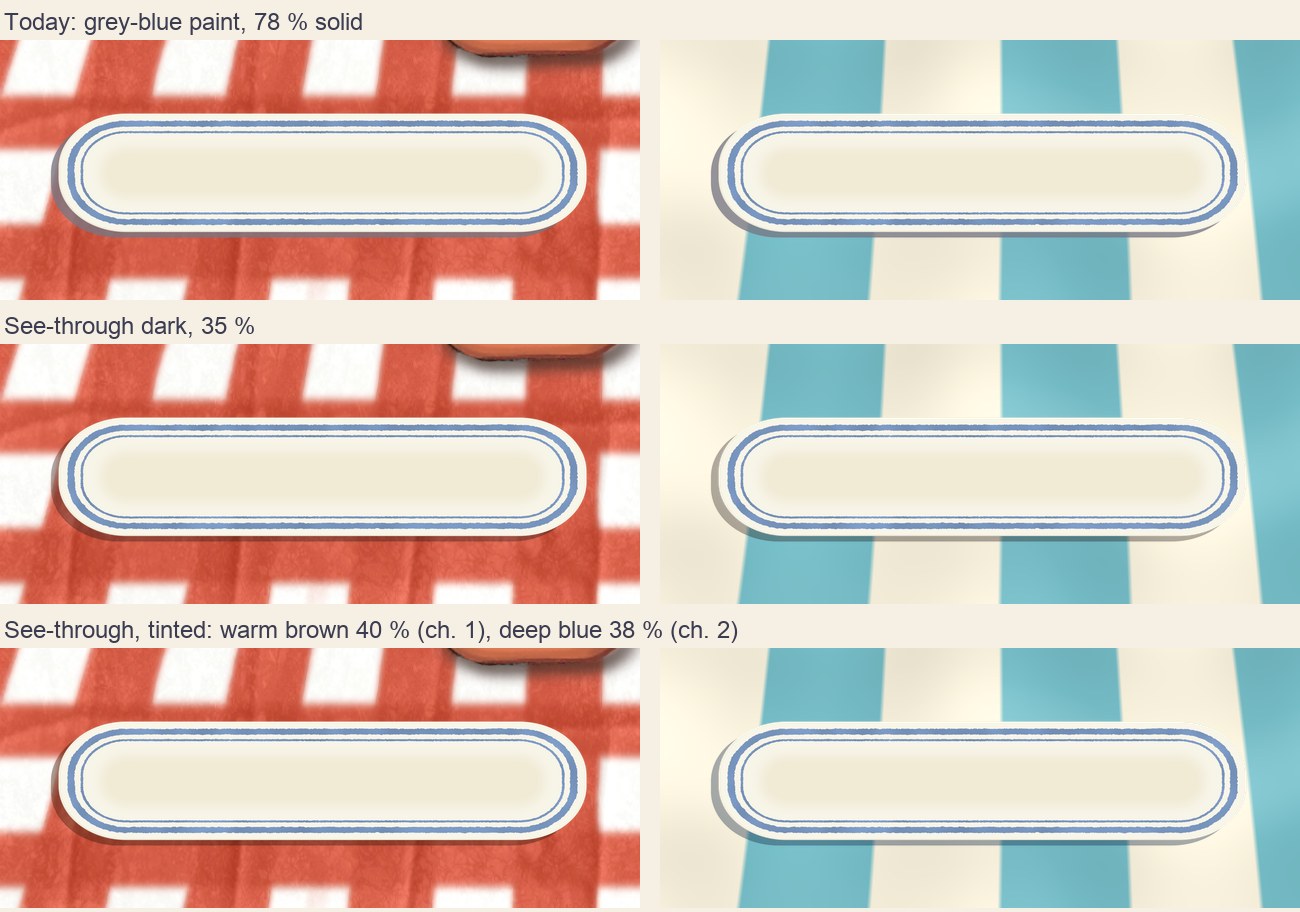 Today: grey-blue paint, 78 % solid
See-through dark, 35 %
See-through, tinted: warm brown 40 % (ch. 1), deep blue 38 % (ch. 2)